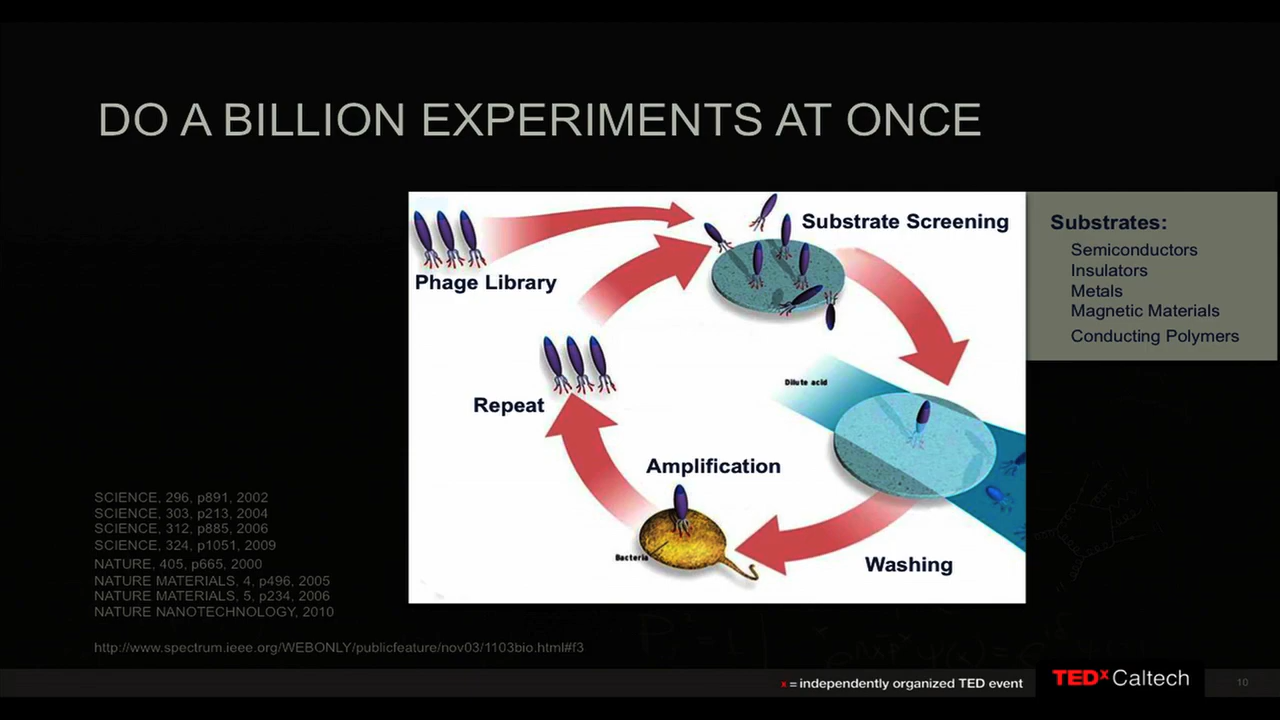 DO A BILLION EXPERIMENTS AT ONCE
Substrate Screening
Phage Library
Substrates:
Semiconductors
Insulators
Metals
Magnetic Materials
Conducting Polymers
Dilute acid
Repeat
Amplification
Bacteria
Washing
SCIENCE, 296, p891, 2002
SCIENCE, 303, p213, 2004
SCIENCE, 312, p885, 2006
SCIENCE, 324, p1051, 2009
NATURE, 405, p665, 2000
NATURE MATERIALS, 4, p496, 2005
NATURE MATERIALS, 5, p234, 2006
NATURE NANOTECHNOLOGY, 2010
http://www.spectrum.ieee.org/WEBONLY/publicfeature/nov03/1103bio.html#f3
x = independently organized TED event
TEDx Caltech
10